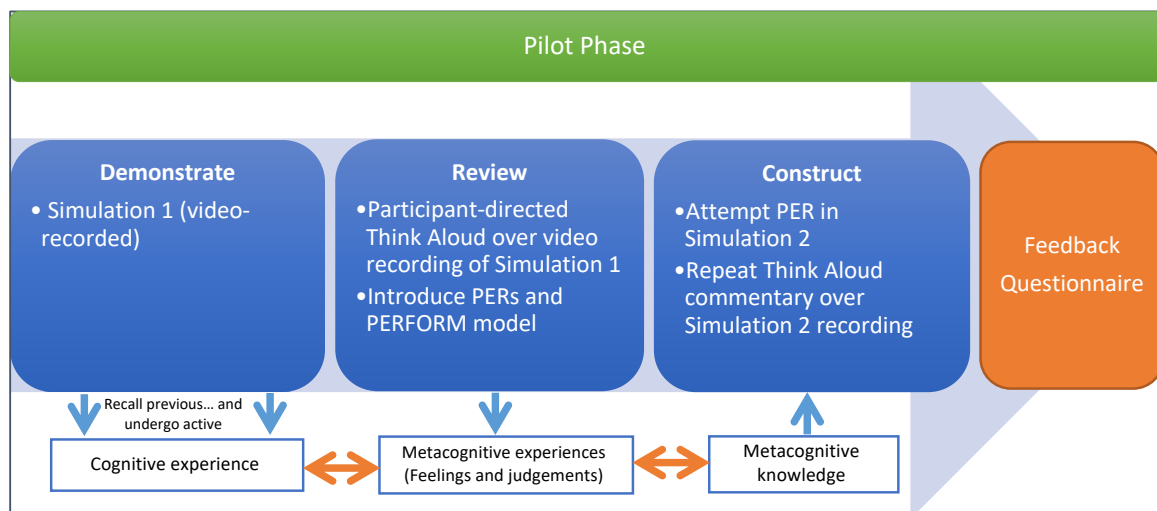 Pilot Phase
Demonstrate
• Simulation 1 (video-
recorded)
Review
•Participant-directed
Think Aloud over video
recording of Simulation 1
•Introduce PERs and
PERFORM model
Construct
•Attempt PER in
Simulation 2
•Repeat Think Aloud
commentary over
Simulation 2 recording
Feedback
Questionnaire
Recall previous... and
undergo active
Cognitive experience
Metacognitive experiences
(Feelings and judgements)
Metacognitive
knowledge